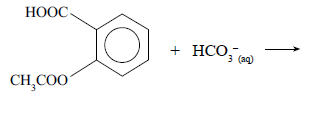 HOOC
+ HCO₃⁻(aq) ⟶
CH₃COO